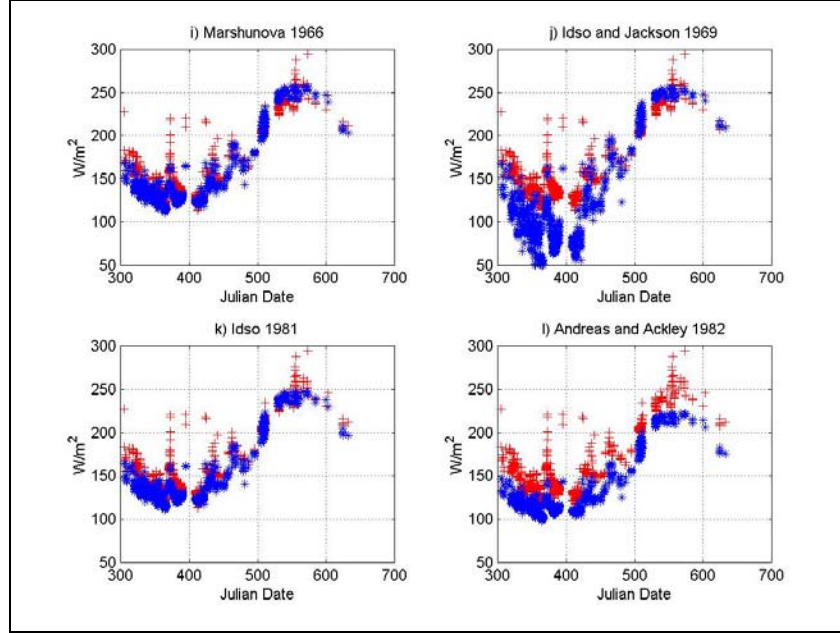 i) Marshunova 1966
300
250
200
150
100
50
W/m²
300 400 500 600 700
Julian Date
j) Idso and Jackson 1969
300
250
200
150
100
50
W/m²
300 400 500 600 700
Julian Date
k) Idso 1981
300
250
200
150
100
50
W/m²
300 400 500 600 700
Julian Date
l) Andreas and Ackley 1982
300
250
200
150
100
50
W/m²
300 400 500 600 700
Julian Date